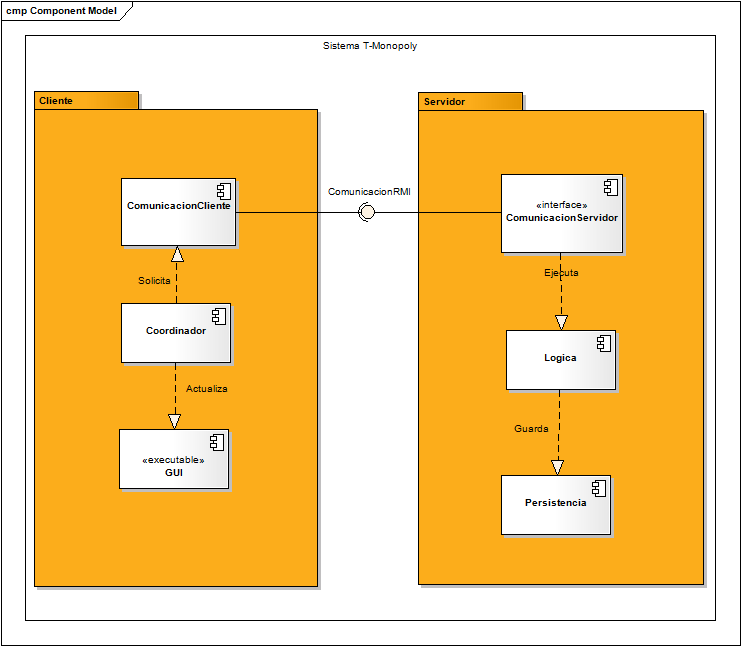 cmp Component Model
Sistema T-Monopoly
Cliente
Servidor
ComunicacionCliente
ComunicacionRMI
«interface»
ComunicacionServidor
Solicita
Ejecuta
Coordinador
Logica
Actualiza
Guarda
«executable»
GUI
Persistencia